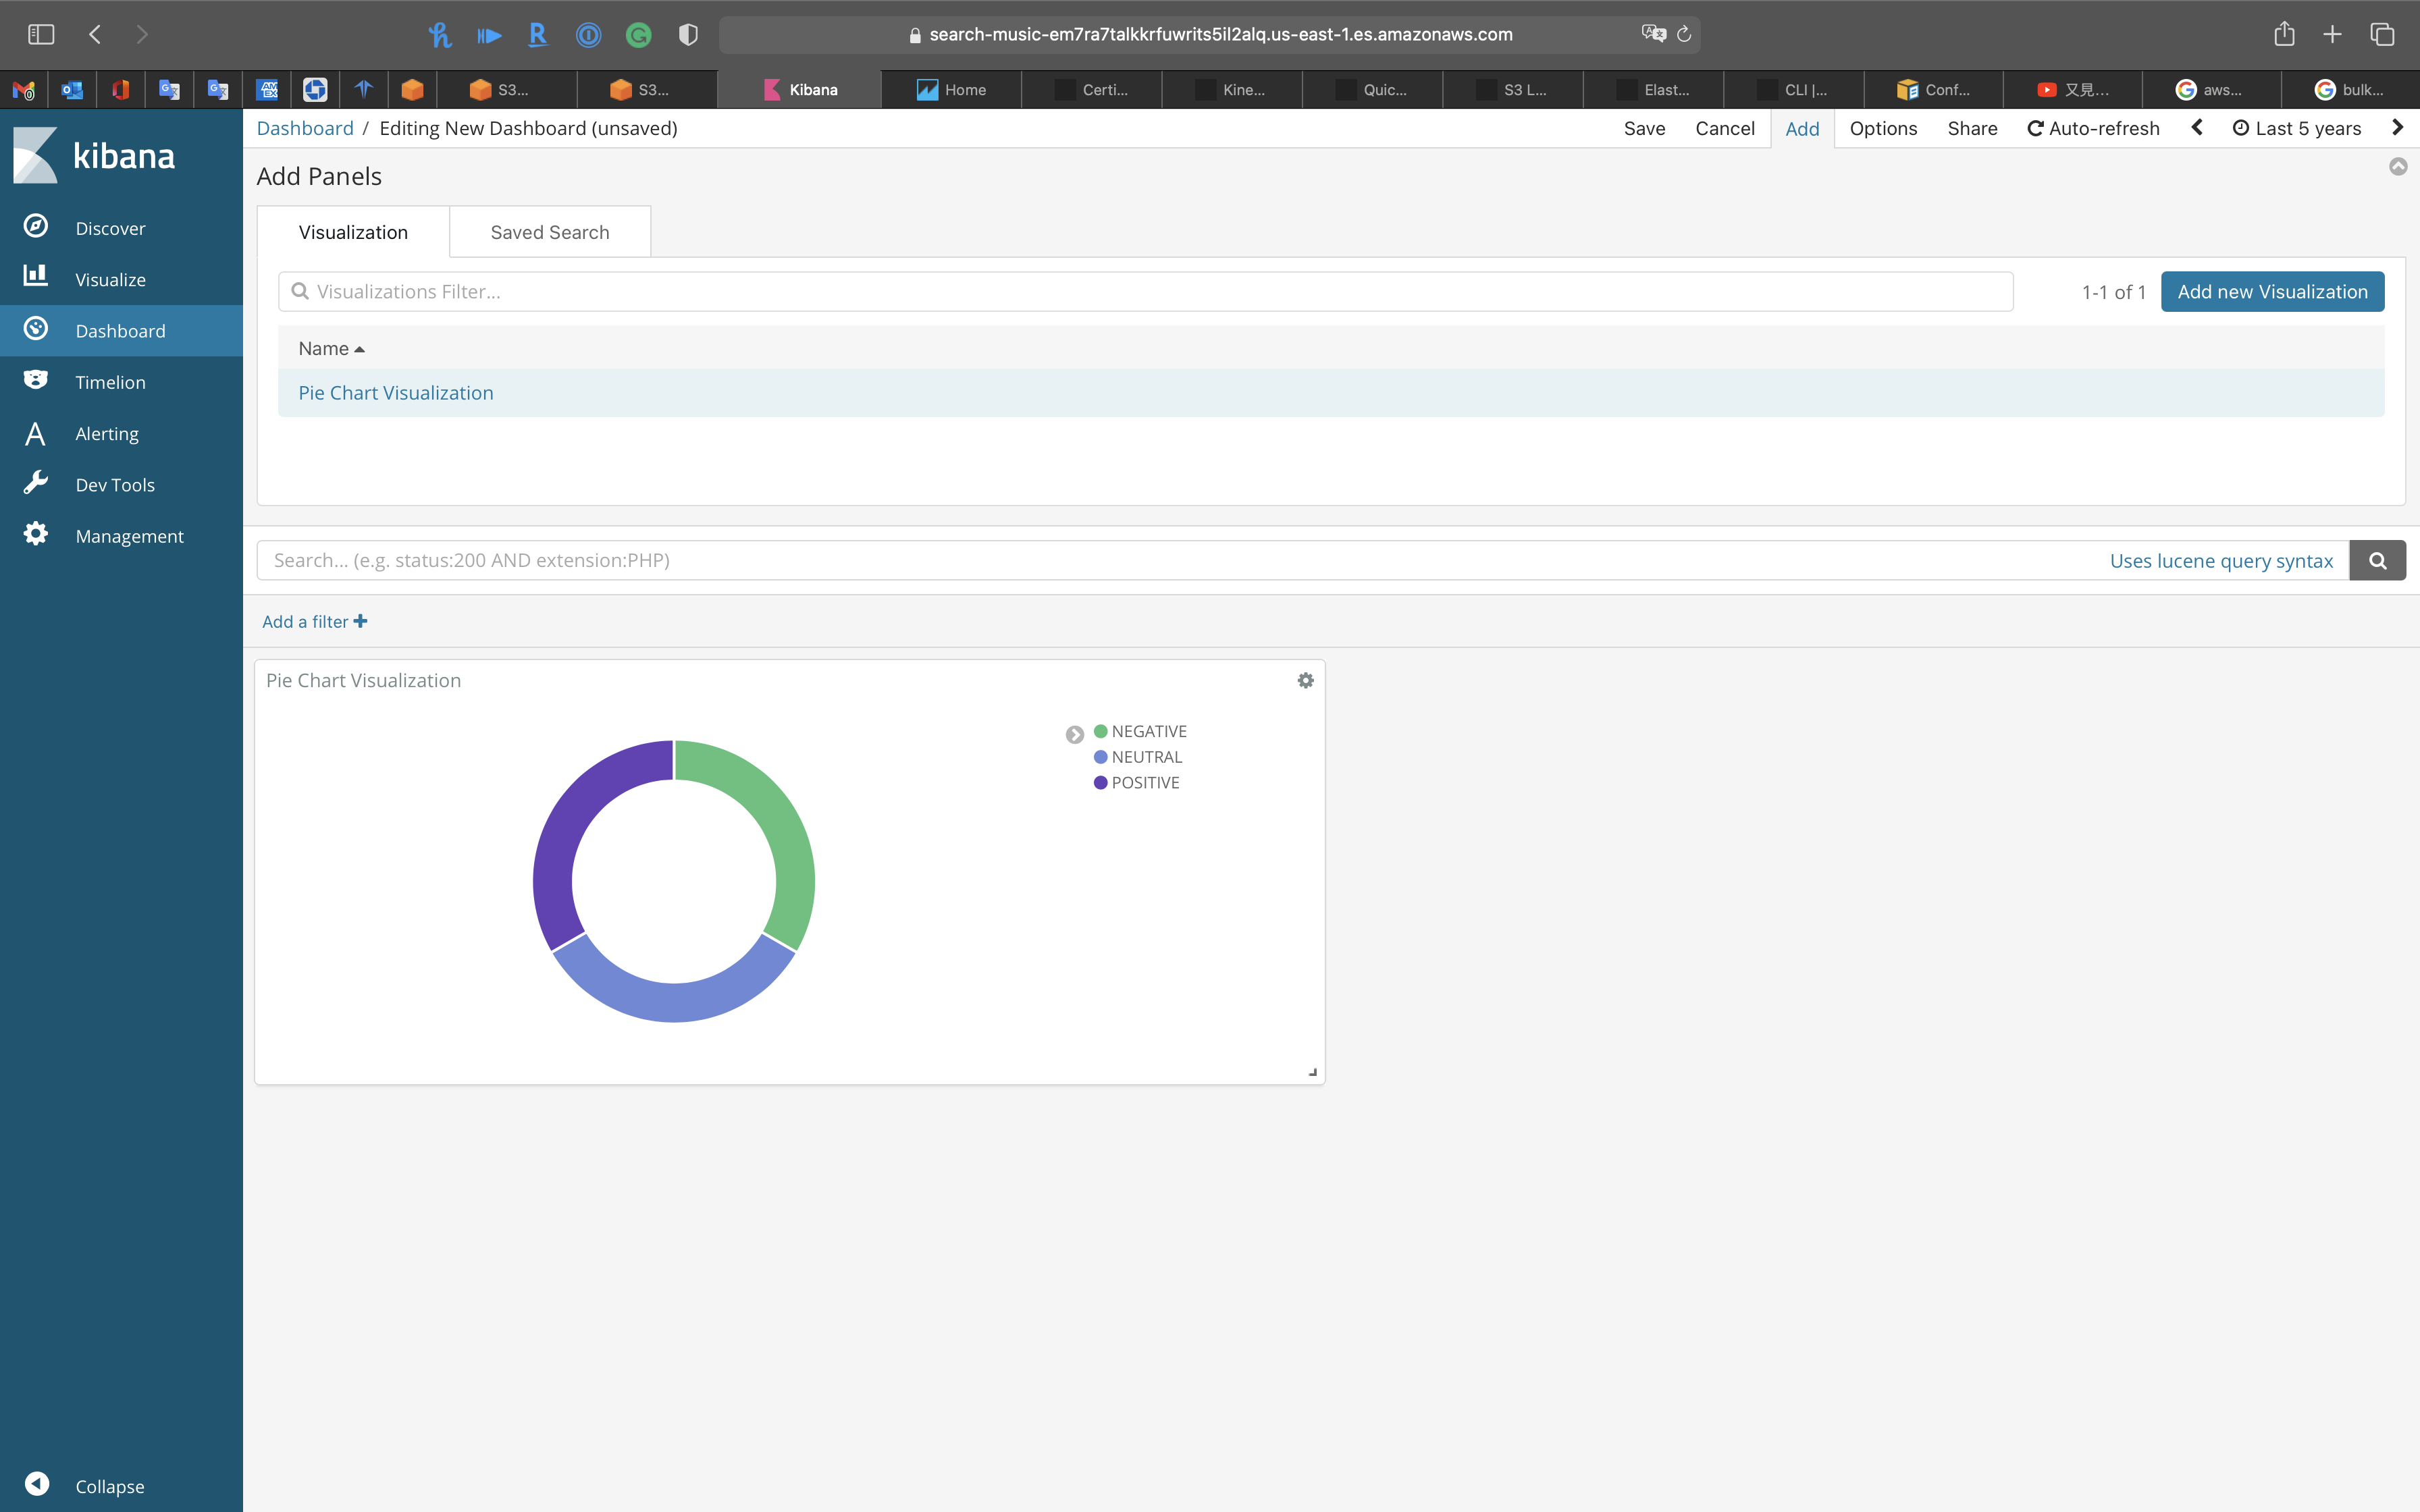 search-music-em7ra7talkkrfuwrits5il2alq.us-east-1.es.amazonaws.com
S3...
S3...
Kibana
Home
Certi...
Kine...
Quic...
S3 L...
Elast...
CLI |...
Conf...
又見...
aws...
bulk...
kibana
Discover
Visualize
Dashboard
Timelion
Alerting
Dev Tools
Management
Collapse
Dashboard / Editing New Dashboard (unsaved)
Save Cancel Add Options Share Auto-refresh Last 5 years
Add Panels
Visualization
Saved Search
Visualizations Filter...
1-1 of 1
Add new Visualization
Name
Pie Chart Visualization
Search... (e.g. status:200 AND extension:PHP)
Uses lucene query syntax
Add a filter
Pie Chart Visualization
NEGATIVE
NEUTRAL
POSITIVE